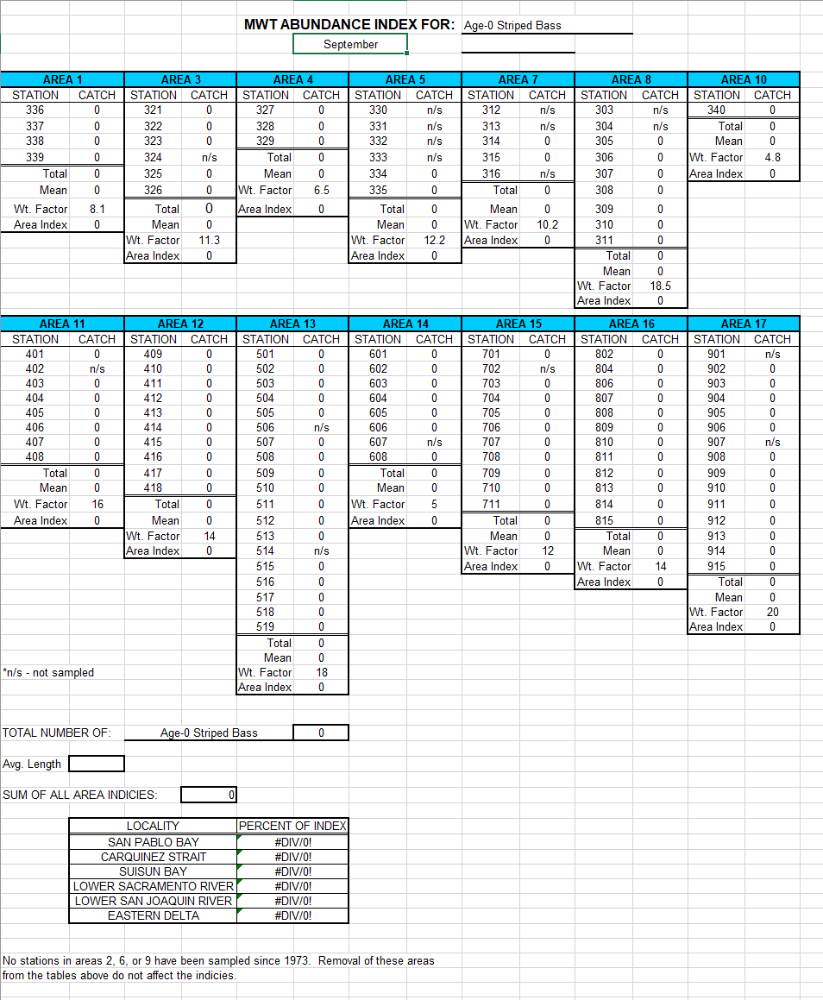 MWT ABUNDANCE INDEX FOR: Age-0 Striped Bass
September
AREA 1 AREA 3 AREA 4 AREA 5 AREA 7 AREA 8 AREA 10
STATION CATCH STATION CATCH STATION CATCH STATION CATCH STATION CATCH STATION CATCH STATION CATCH
336 0 321 0 327 0 330 n/s 312 n/s 303 n/s 340 0
337 0 322 0 328 0 331 n/s 313 n/s 304 n/s Total 0
338 0 323 0 329 0 332 n/s 314 0 305 0 Mean 0
339 0 324 n/s Total 0 333 n/s 315 0 306 0 Wt. Factor 4.8
Total 0 325 0 Mean 0 334 0 316 n/s 307 0 Area Index 0
Mean 0 326 0 Wt. Factor 6.5 335 0 Total 0 308 0
Wt. Factor 8.1 Total 0 Area Index 0 Total 0 Mean 0 309 0
Area Index 0 Mean 0 Mean 0 Wt. Factor 10.2 310 0
Wt. Factor 11.3 Wt. Factor 12.2 Area Index 0 311 0
Area Index 0 Area Index 0 Total 0
Mean 0
Wt. Factor 18.5
Area Index 0
AREA 11 AREA 12 AREA 13 AREA 14 AREA 15 AREA 16 AREA 17
STATION CATCH STATION CATCH STATION CATCH STATION CATCH STATION CATCH STATION CATCH STATION CATCH
401 0 409 0 501 0 601 0 701 0 802 0 901 n/s
402 n/s 410 0 502 0 602 0 702 n/s 804 0 902 0
403 0 411 0 503 0 603 0 703 0 806 0 903 0
404 0 412 0 504 0 604 0 704 0 807 0 904 0
405 0 413 0 505 0 605 0 705 0 808 0 905 0
406 0 414 0 506 n/s 606 0 706 0 809 0 906 0
407 0 415 0 507 0 607 n/s 707 0 810 0 907 n/s
408 0 416 0 508 0 608 0 708 0 811 0 908 0
Total 0 417 0 509 0 Total 0 709 0 812 0 909 0
Mean 0 418 0 510 0 Mean 0 710 0 813 0 910 0
Wt. Factor 16 Total 0 511 0 Wt. Factor 5 711 0 814 0 911 0
Area Index 0 Mean 0 512 0 Area Index 0 Total 0 815 0 912 0
Wt. Factor 14 513 0 Mean 0 Total 0 913 0
Area Index 0 514 n/s Wt. Factor 12 Mean 0 914 0
515 0 Area Index 0 Wt. Factor 14 915 0
516 0 Area Index 0 Total 0
517 0 Mean 0
518 0 Wt. Factor 20
519 0 Area Index 0
Total 0
Mean 0
*n/s - not sampled Wt. Factor 18
Area Index 0
TOTAL NUMBER OF: Age-0 Striped Bass 0
Avg. Length
SUM OF ALL AREA INDICIES: 0
LOCALITY PERCENT OF INDEX
SAN PABLO BAY #DIV/0!
CARQUINEZ STRAIT #DIV/0!
SUISUN BAY #DIV/0!
LOWER SACRAMENTO RIVER #DIV/0!
LOWER SAN JOAQUIN RIVER #DIV/0!
EASTERN DELTA #DIV/0!
No stations in areas 2, 6, or 9 have been sampled since 1973. Removal of these areas
from the tables above do not affect the indicies.